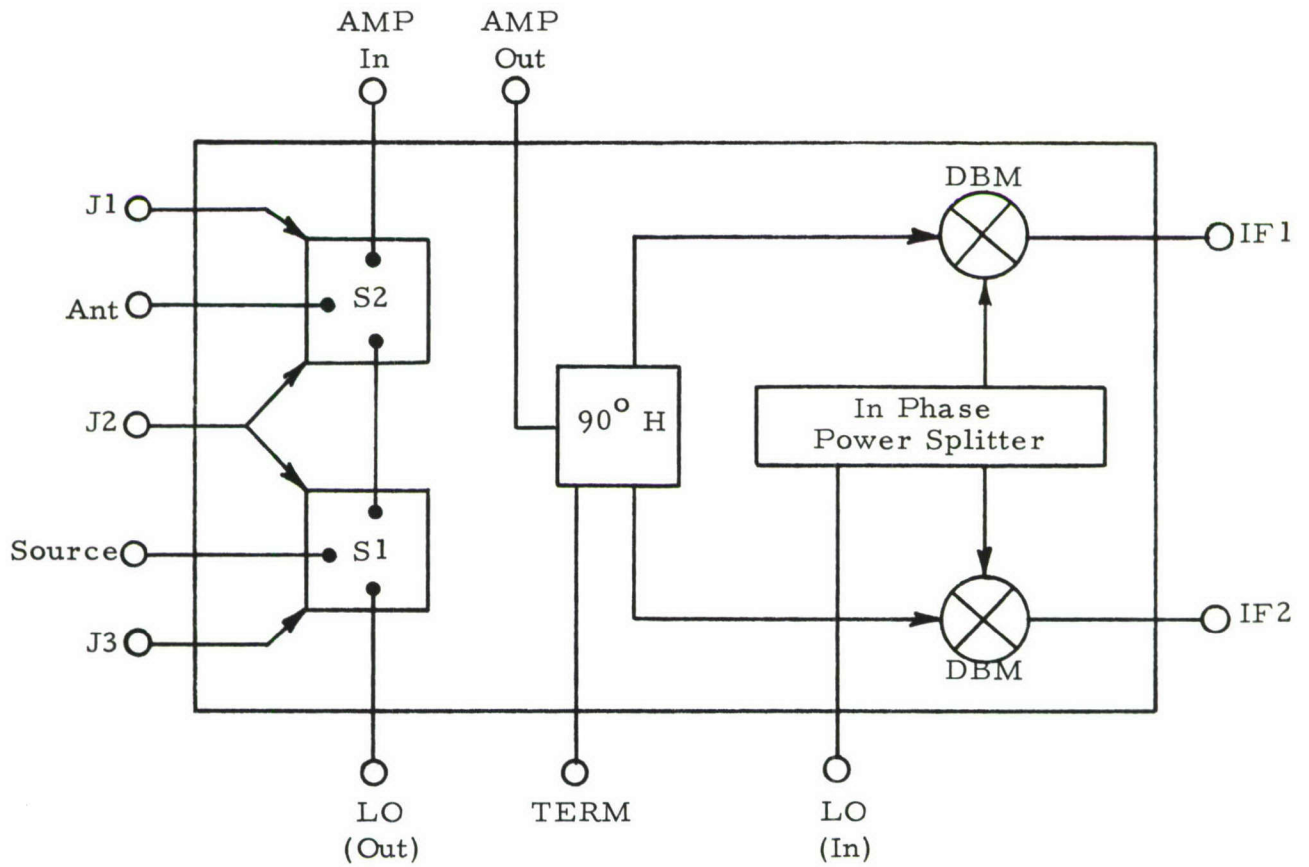 AMP
In
AMP
Out
J1
Ant
J2
Source
J3
S2
S1
90° H
DBM
In Phase
Power Splitter
DBM
IF1
IF2
LO
(Out)
TERM
LO
(In)